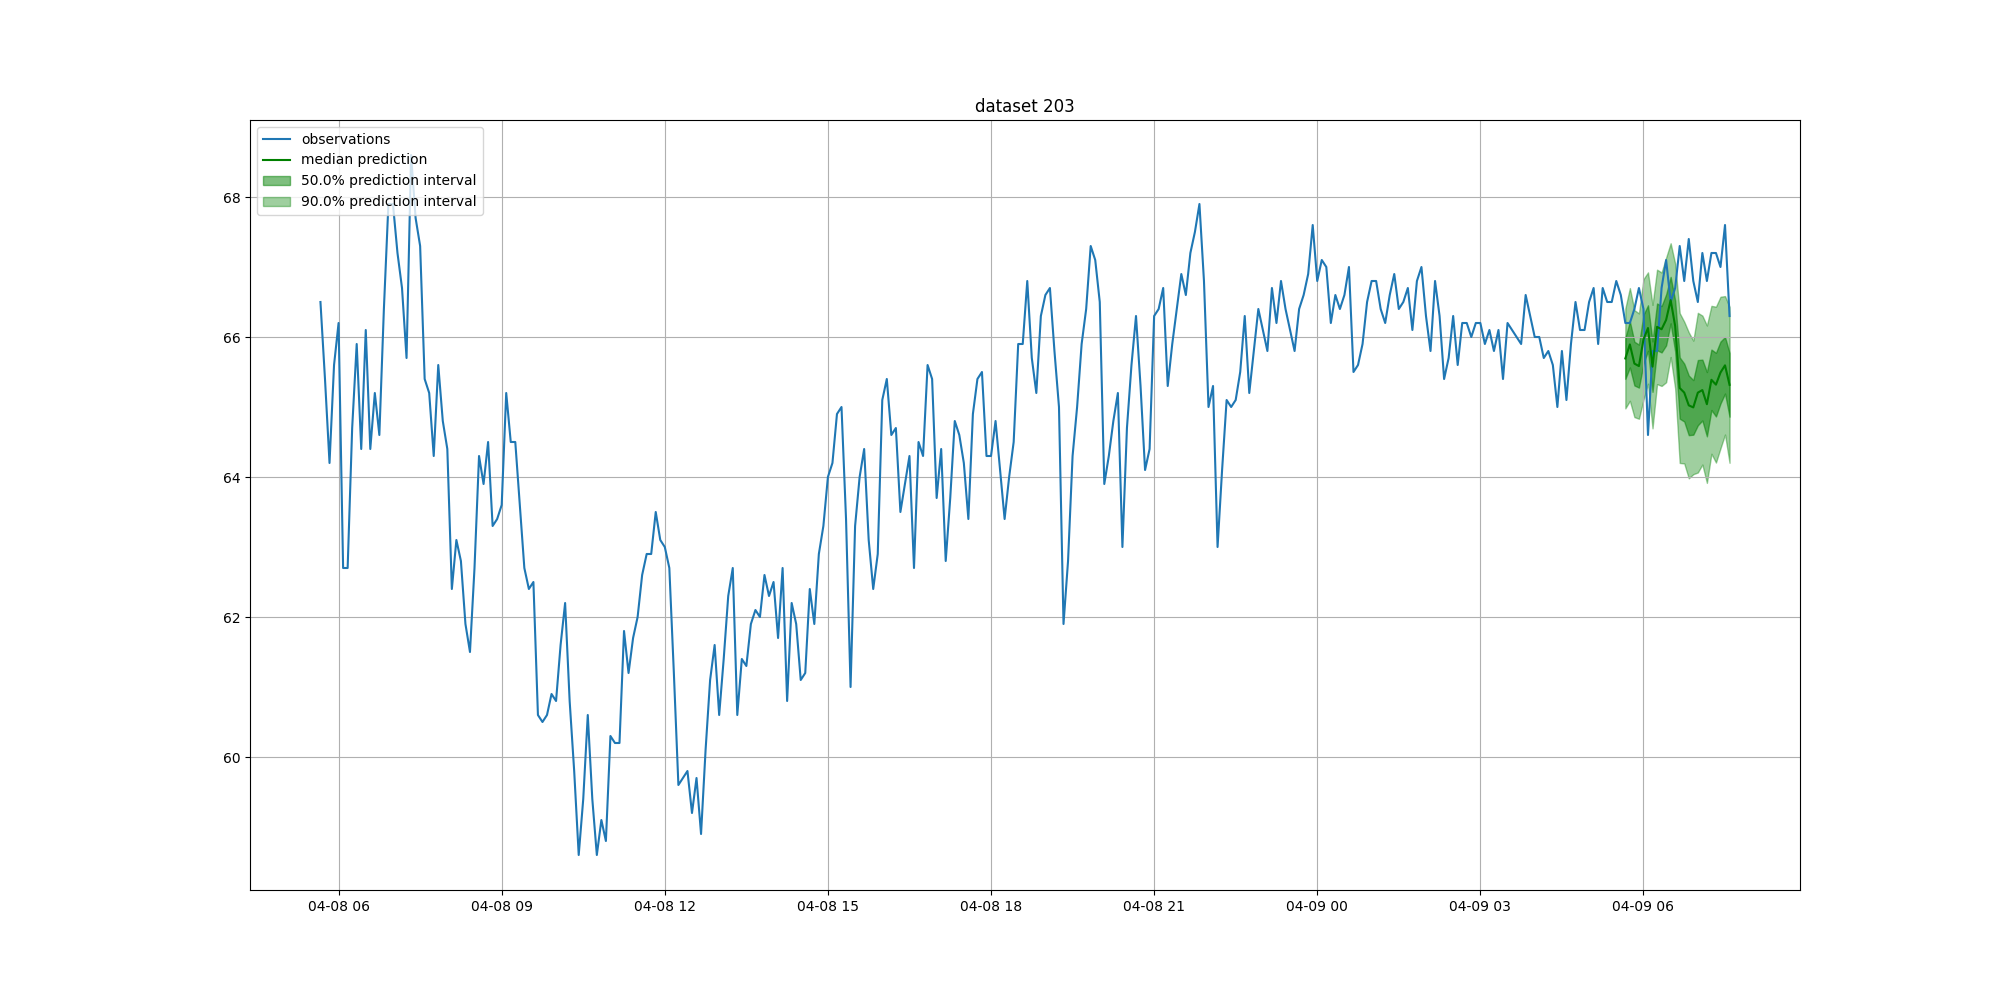 dataset 203
observations
median prediction
50.0% prediction interval
90.0% prediction interval
68
66
64
62
60
04-08 06
04-08 09
04-08 12
04-08 15
04-08 18
04-08 21
04-09 00
04-09 03
04-09 06